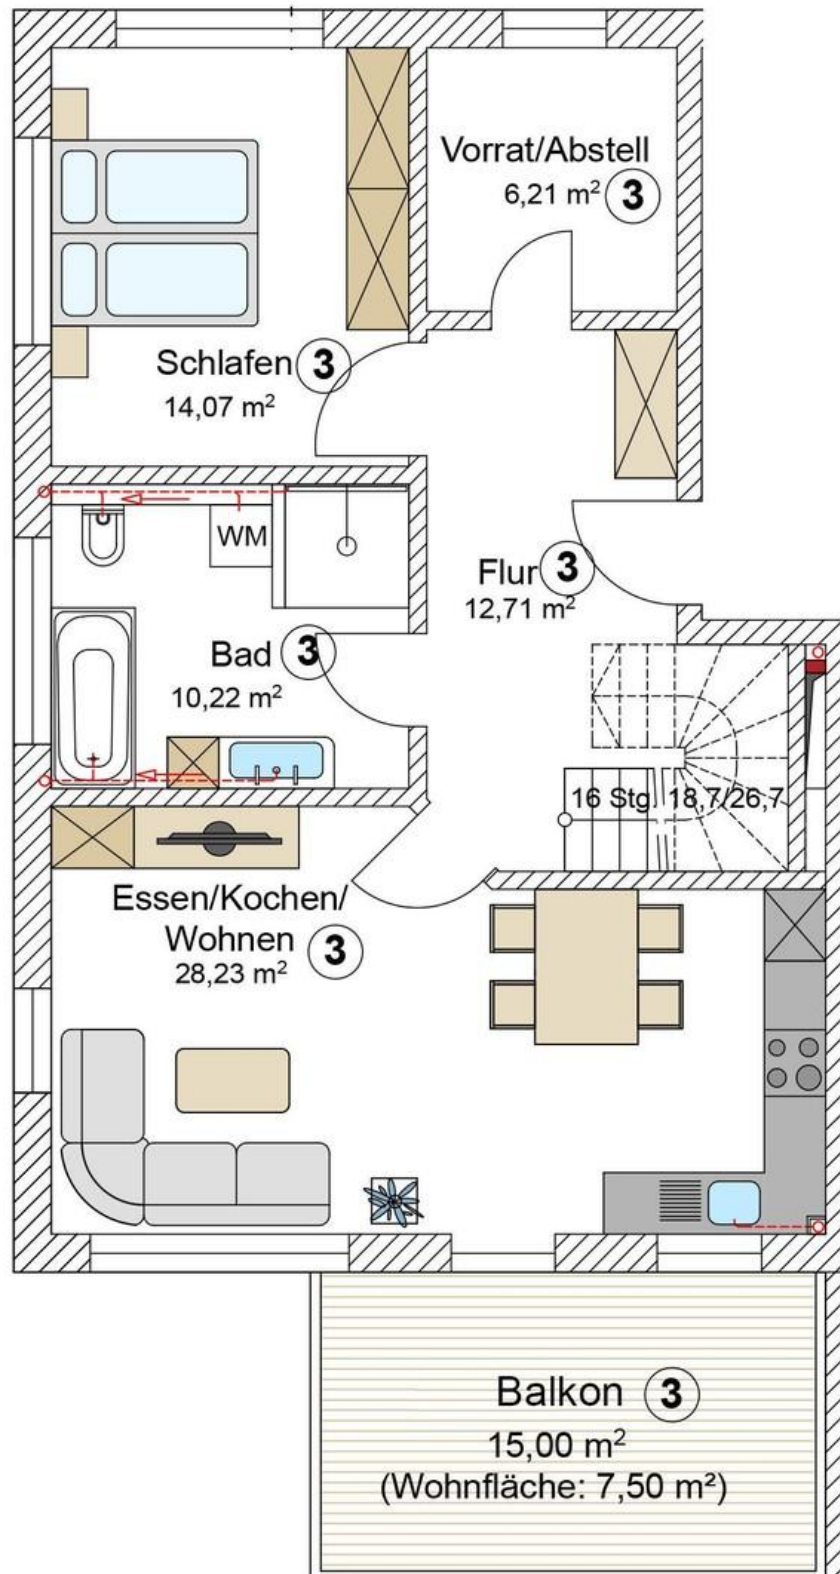 Vorrat/Abstell
6,21 m² 3
Schlafen 3
14,07 m²
WM
Flur 3
12,71 m²
Bad 3
10,22 m²
16 Stg. 18,7/26,7
Essen/Kochen/
Wohnen 3
28,23 m²
Balkon 3
15,00 m²
(Wohnfläche: 7,50 m²)